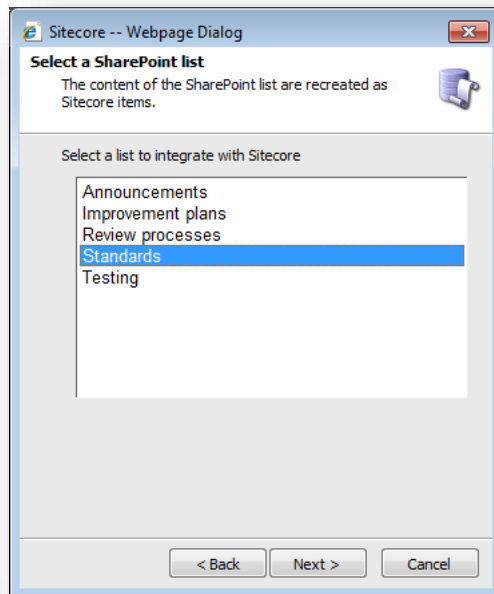 Sitecore -- Webpage Dialog
Select a SharePoint list
The content of the SharePoint list are recreated as
Sitecore items.
Select a list to integrate with Sitecore
Announcements
Improvement plans
Review processes
Standards
Testing
< Back
Next >
Cancel